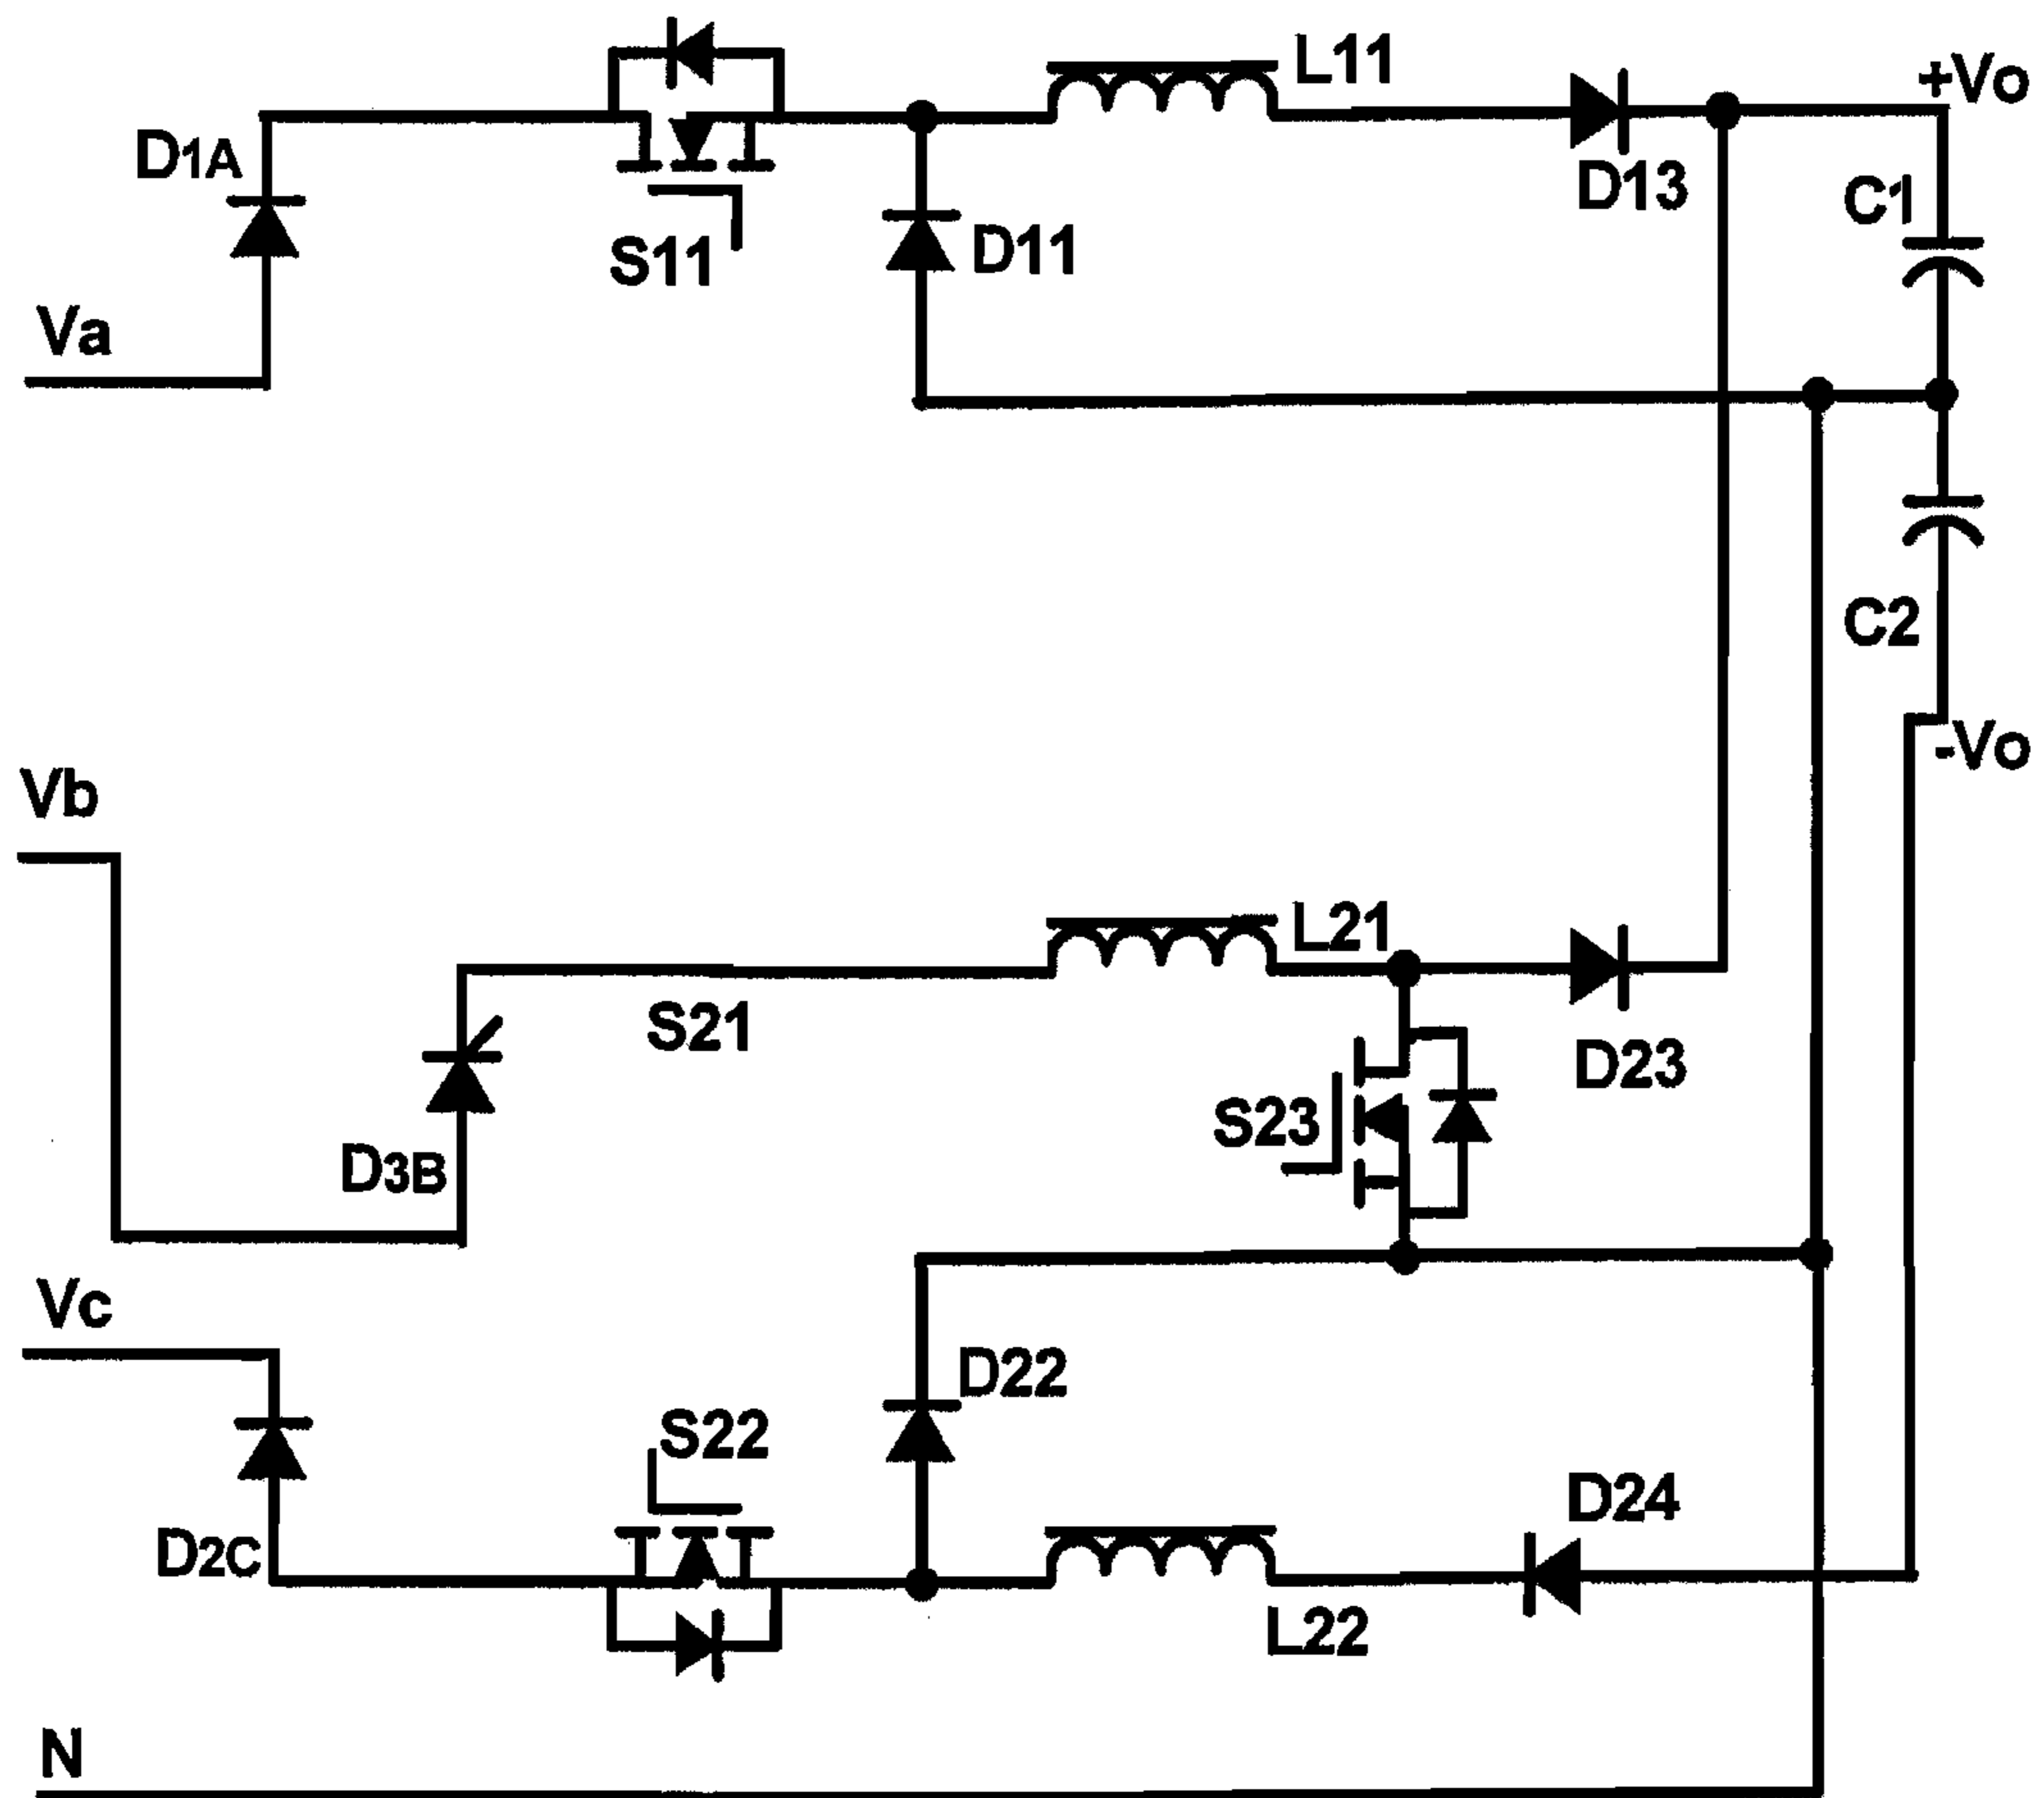 L11
+Vo
D1A
D13
C1
S11
D11
Va
C2
-Vo
Vb
L21
S21
D23
S23
D3B
Vc
D22
S22
D24
D2C
L22
N